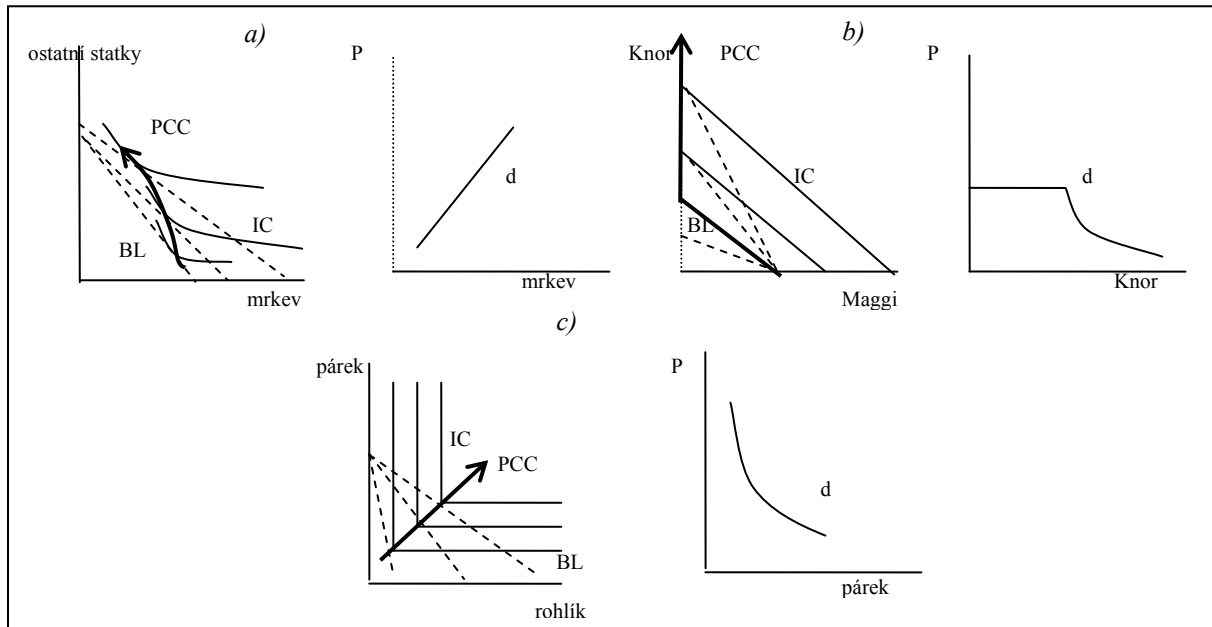 a)
ostatní statky
P
PCC
d
IC
BL
mrkev
mrkev
b)
Knor
PCC
P
IC
d
BL
Maggi
Knor
c)
párek
P
IC
PCC
d
BL
rohlík
párek